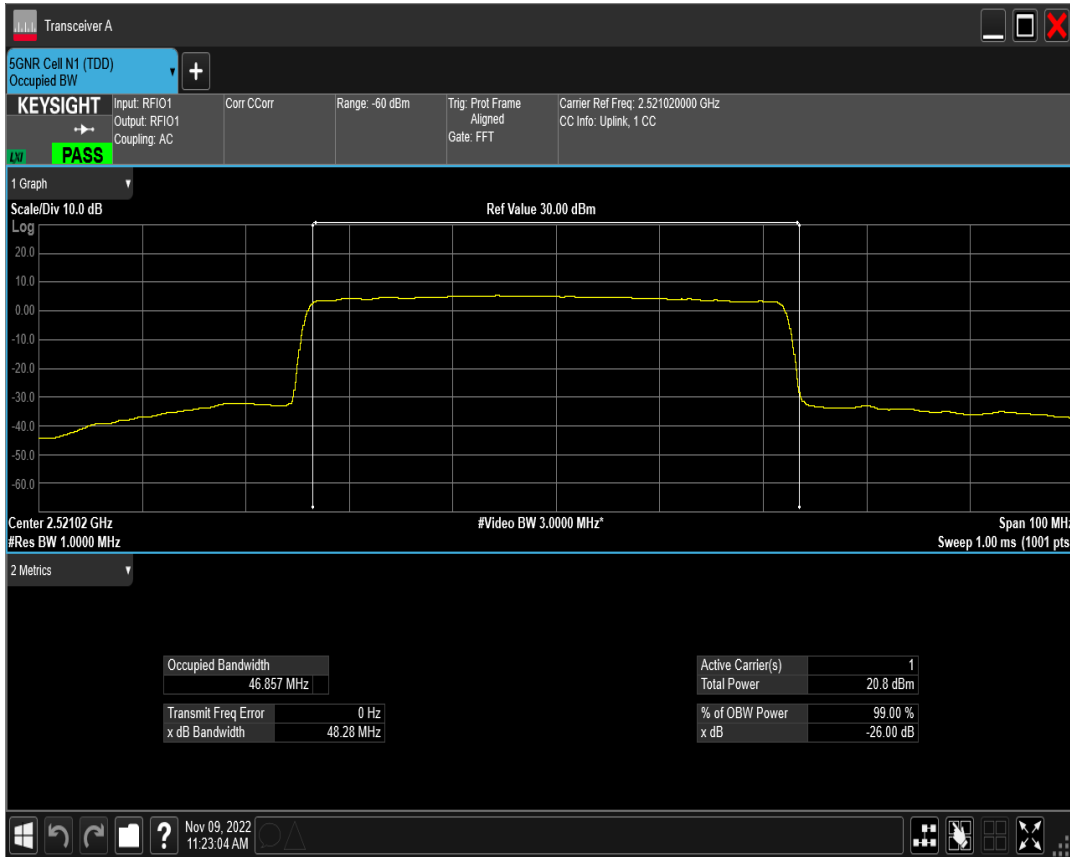 Transceiver A
5GNR Cell N1 (TDD)
Occupied BW
+
KEYSIGHT
LXI
PASS
Input: RFIO1
Output: RFIO1
Coupling: AC
Corr CCorr
Range: -60 dBm
Trig: Prot Frame
Aligned
Gate: FFT
Carrier Ref Freq: 2.521020000 GHz
CC Info: Uplink, 1 CC
1 Graph
Scale/Div 10.0 dB
Ref Value 30.00 dBm
Log
20.0
10.0
0.00
-10.0
-20.0
-30.0
-40.0
-50.0
-60.0
Center 2.52102 GHz
#Video BW 3.0000 MHz*
Span 100 MHz
#Res BW 1.0000 MHz
Sweep 1.00 ms (1001 pts
2 Metrics
Occupied Bandwidth
46.857 MHz
Transmit Freq Error 0 Hz
x dB Bandwidth 48.28 MHz
Active Carrier(s) 1
Total Power 20.8 dBm
% of OBW Power 99.00 %
x dB -26.00 dB
?
Nov 09, 2022
11:23:04 AM